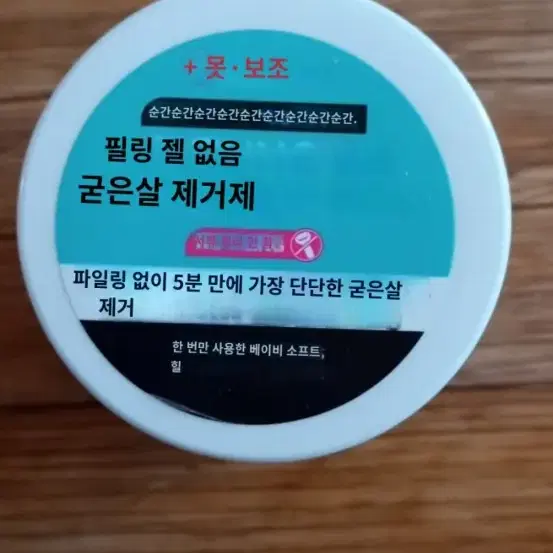 + 못·보조
순간순간순간순간순간순간순간순간순간.
필링 젤 없음
굳은살 제거제
파일링 없이 5분 만에 가장 단단한 굳은살
제거
한 번만 사용한 베이비 소프트,
힐